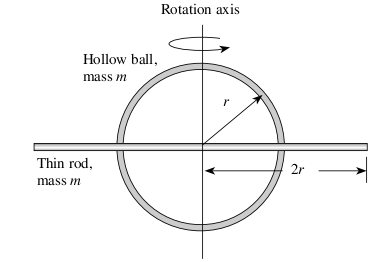 Rotation axis
Hollow ball,
mass m
r
Thin rod,
mass m
2r